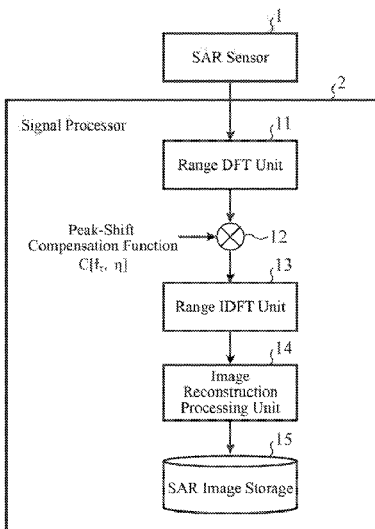 1
SAR Sensor
2
Signal Processor
11
Range DFT Unit
Peak-Shift
Compensation Function
C[fτ, η]
12
13
Range IDFT Unit
14
Image
Reconstruction
Processing Unit
15
SAR Image Storage